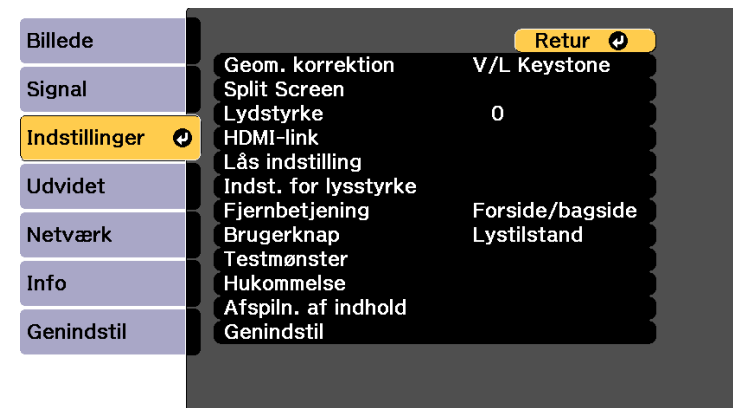 Billede
Signal
Indstillinger
Udvidet
Netværk
Info
Genindstil
Retur
Geom. korrektion V/L Keystone
Split Screen
Lydstyrke 0
HDMI-link
Lås indstilling
Indst. for lysstyrke
Fjernbetjening Forside/bagside
Brugerknap Lystilstand
Testmønster
Hukommelse
Afspiln. af indhold
Genindstil